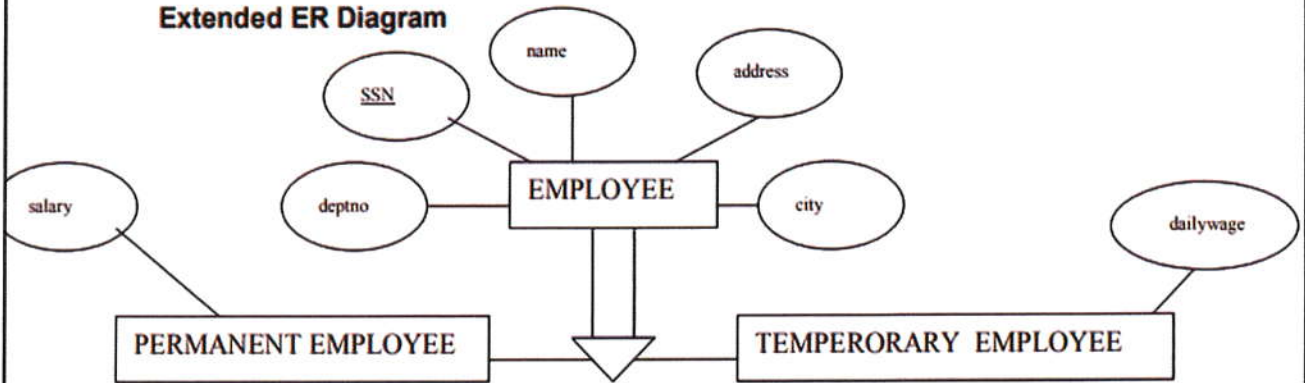 Extended ER Diagram
name
address
SSN
EMPLOYEE
salary
deptno
city
dailywage
PERMANENT EMPLOYEE
TEMPERORARY EMPLOYEE